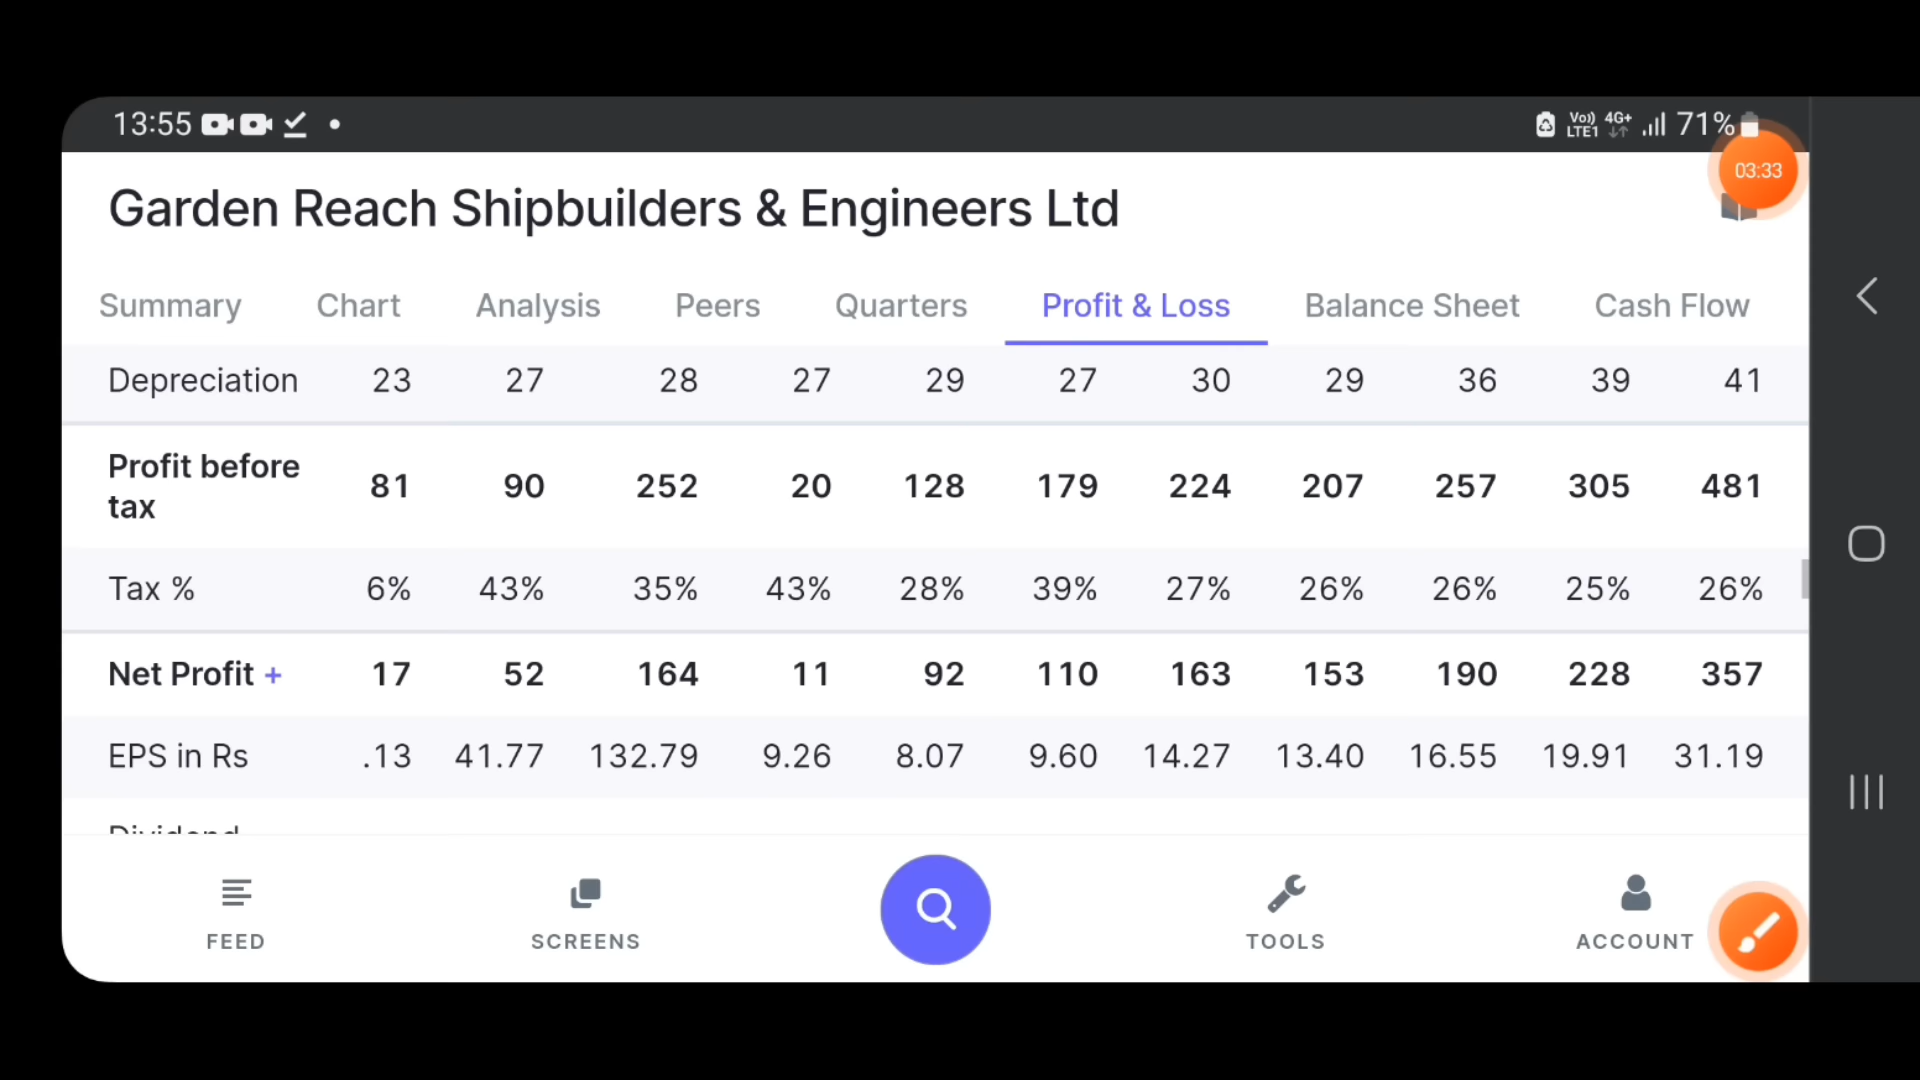 13:55
Vo)) LTE1 4G+ 71%
03:33
Garden Reach Shipbuilders & Engineers Ltd
Summary Chart Analysis Peers Quarters Profit & Loss Balance Sheet Cash Flow
Depreciation 23 27 28 27 29 27 30 29 36 39 41
Profit before tax 81 90 252 20 128 179 224 207 257 305 481
Tax % 6% 43% 35% 43% 28% 39% 27% 26% 26% 25% 26%
Net Profit + 17 52 164 11 92 110 163 153 190 228 357
EPS in Rs .13 41.77 132.79 9.26 8.07 9.60 14.27 13.40 16.55 19.91 31.19
Dividend
FEED SCREENS TOOLS ACCOUNT